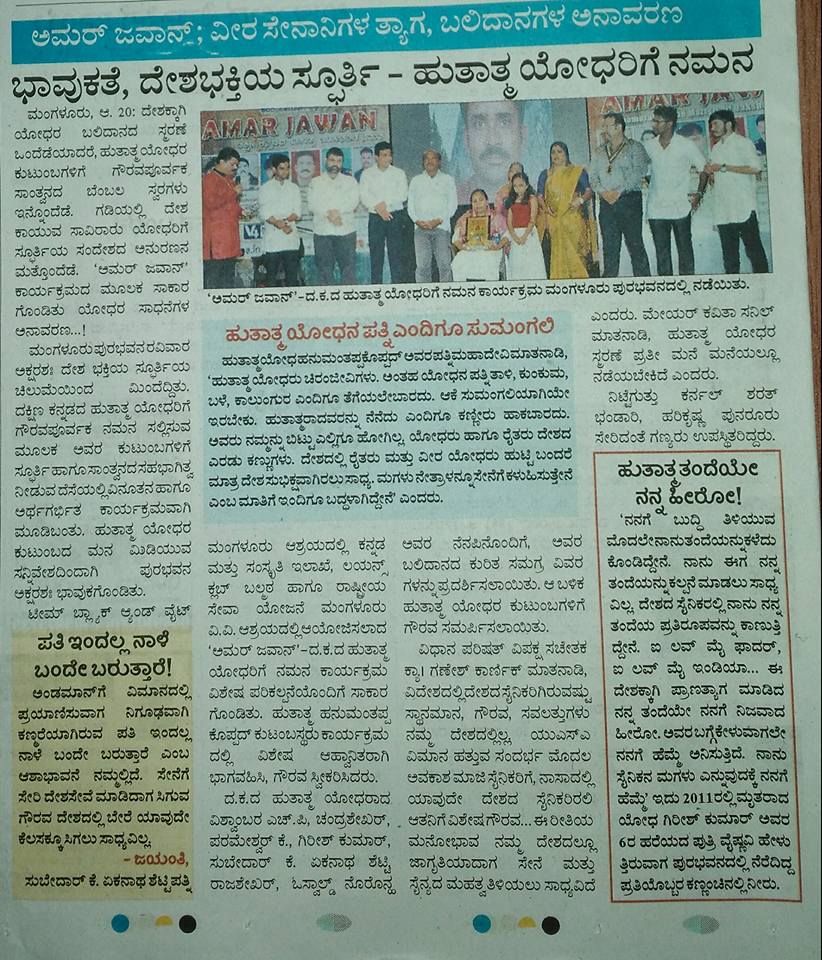 ಅಮರ್ ಜವಾನ್; ವೀರ ಸೇನಾನಿಗಳ ತ್ಯಾಗ, ಬಲಿದಾನಗಳ ಅನಾವರಣ
ಭಾವುಕತೆ, ದೇಶಭಕ್ತಿಯ ಸ್ಫೂರ್ತಿ – ಹುತಾತ್ಮ ಯೋಧರಿಗೆ ನಮನ
ಮಂಗಳೂರು, ಆ. 20: ದೇಶಕ್ಕಾಗಿ
ಯೋಧರ ಬಲಿದಾನದ ಸ್ಮರಣೆ
ಒಂದೆಡೆಯಾದರೆ, ಹುತಾತ್ಮ ಯೋಧರ
ಕುಟುಂಬಗಳಿಗೆ ಗೌರವಪೂರ್ವಕ
ಸಾಂತ್ವನದ ಬೆಂಬಲ ಸ್ವರಗಳು
ಇನ್ನೊಂದೆಡೆ. ಗಡಿಯಲ್ಲಿ ದೇಶ
ಕಾಯುವ ಸಾವಿರಾರು ಯೋಧರಿಗೆ
ಸ್ಫೂರ್ತಿಯ ಸಂದೇಶದ ಅನುರಣನ
ಮತ್ತೊಂದೆಡೆ. 'ಅಮರ್ ಜವಾನ್'
ಕಾರ್ಯಕ್ರಮದ ಮೂಲಕ ಸಾಕಾರ
ಗೊಂಡಿತು ಯೋಧರ ಸಾಧನೆಗಳ
ಅನಾವರಣ...!
ಮಂಗಳೂರು ಪುರಭವನ ರವಿವಾರ
ಅಕ್ಷರಶಃ ದೇಶ ಭಕ್ತಿಯ ಸ್ಫೂರ್ತಿಯ
ಚಿಲುಮೆಯಿಂದ ಮಿಂದೆದ್ದಿತು.
ದಕ್ಷಿಣ ಕನ್ನಡದ ಹುತಾತ್ಮ ಯೋಧರಿಗೆ
ಗೌರವಪೂರ್ವಕ ನಮನ ಸಲ್ಲಿಸುವ
ಮೂಲಕ ಅವರ ಕುಟುಂಬಗಳಿಗೆ
ಸ್ಫೂರ್ತಿ ಹಾಗೂ ಸಾಂತ್ವನದ ಸಹಭಾಗಿತ್ವ
ನೀಡುವ ದೆಸೆಯಲ್ಲಿ ವಿನೂತನ ಹಾಗೂ
ಅರ್ಥಗರ್ಭಿತ ಕಾರ್ಯಕ್ರಮವಾಗಿ
ಮೂಡಿಬಂತು. ಹುತಾತ್ಮ ಯೋಧರ
ಕುಟುಂಬದ ಮನ ಮಿಡಿಯುವ
ಸನ್ನಿವೇಶದಿಂದಾಗಿ ಪುರಭವನ
ಅಕ್ಷರಶಃ ಭಾವುಕಗೊಂಡಿತು.
ಟೀಮ್ ಬ್ಲ್ಯಾಕ್ ಆ್ಯಂಡ್ ವೈಟ್
ಪತಿ ಇಂದಲ್ಲ ನಾಳೆ
ಬಂದೇ ಬರುತ್ತಾರೆ!
ಅಂಡಮಾನ್‌ಗೆ ವಿಮಾನದಲ್ಲಿ
ಪ್ರಯಾಣಿಸುವಾಗ ನಿಗೂಢವಾಗಿ
ಕಣ್ಮರೆಯಾಗಿರುವ ಪತಿ ಇಂದಲ್ಲ
ನಾಳೆ ಬಂದೇ ಬರುತ್ತಾರೆ ಎಂಬ
ಆಶಾಭಾವನೆ ನಮ್ಮಲ್ಲಿದೆ. ಸೇನೆಗೆ
ಸೇರಿ ದೇಶಸೇವೆ ಮಾಡಿದಾಗ ಸಿಗುವ
ಗೌರವ ದೇಶದಲ್ಲಿ ಬೇರೆ ಯಾವುದೇ
ಕೆಲಸಕ್ಕೂ ಸಿಗಲು ಸಾಧ್ಯವಿಲ್ಲ.
– ಜಯಂತಿ,
ಸುಬೇದಾರ್ ಕೆ. ಏಕನಾಥ ಶೆಟ್ಟಿ ಪತ್ನಿ
AMAR JAWAN
AMAR JAW
V4
'ಅಮರ್ ಜವಾನ್'–ದ.ಕ.ದ ಹುತಾತ್ಮ ಯೋಧರಿಗೆ ನಮನ ಕಾರ್ಯಕ್ರಮ ಮಂಗಳೂರು ಪುರಭವನದಲ್ಲಿ ನಡೆಯಿತು.
ಹುತಾತ್ಮ ಯೋಧನ ಪತ್ನಿ ಎಂದಿಗೂ ಸುಮಂಗಲಿ
ಹುತಾತ್ಮ ಯೋಧ ಹನುಮಂತಪ್ಪ ಕೊಪ್ಪದ್ ಅವರ ಪತ್ನಿ ಮಹಾದೇವಿ ಮಾತನಾಡಿ,
'ಹುತಾತ್ಮ ಯೋಧರು ಚಿರಂಜೀವಿಗಳು. ಅಂತಹ ಯೋಧನ ಪತ್ನಿ ತಾಳಿ, ಕುಂಕುಮ,
ಬಳೆ, ಕಾಲುಂಗುರ ಎಂದಿಗೂ ತೆಗೆಯಲೇಬಾರದು. ಆಕೆ ಸುಮಂಗಲಿಯಾಗಿಯೇ
ಇರಬೇಕು. ಹುತಾತ್ಮರಾದವರನ್ನು ನೆನೆದು ಎಂದಿಗೂ ಕಣ್ಣೀರು ಹಾಕಬಾರದು.
ಅವರು ನಮ್ಮನ್ನು ಬಿಟ್ಟು ಎಲ್ಲಿಗೂ ಹೋಗಿಲ್ಲ. ಯೋಧರು ಹಾಗೂ ರೈತರು ದೇಶದ
ಎರಡು ಕಣ್ಣುಗಳು. ದೇಶದಲ್ಲಿ ರೈತರು ಮತ್ತು ವೀರ ಯೋಧರು ಹುಟ್ಟಿ ಬಂದರೆ
ಮಾತ್ರ ದೇಶ ಸುಭಿಕ್ಷವಾಗಿರಲು ಸಾಧ್ಯ. ಮಗಳು ನೇತ್ರಾಳನ್ನೂ ಸೇನೆಗೆ ಕಳುಹಿಸುತ್ತೇನೆ
ಎಂಬ ಮಾತಿಗೆ ಇಂದಿಗೂ ಬದ್ಧಳಾಗಿದ್ದೇನೆ' ಎಂದರು.
ಮಂಗಳೂರು ಆಶ್ರಯದಲ್ಲಿ ಕನ್ನಡ
ಮತ್ತು ಸಂಸ್ಕೃತಿ ಇಲಾಖೆ, ಲಯನ್ಸ್
ಕ್ಲಬ್ ಬಲ್ಮಠ ಹಾಗೂ ರಾಷ್ಟ್ರೀಯ
ಸೇವಾ ಯೋಜನೆ ಮಂಗಳೂರು
ವಿ.ವಿ. ಆಶ್ರಯದಲ್ಲಿ ಆಯೋಜಿಸಲಾದ
'ಅಮರ್ ಜವಾನ್'–ದ.ಕ.ದ ಹುತಾತ್ಮ
ಯೋಧರಿಗೆ ನಮನ ಕಾರ್ಯಕ್ರಮ
ವಿಶೇಷ ಪರಿಕಲ್ಪನೆಯೊಂದಿಗೆ ಸಾಕಾರ
ಗೊಂಡಿತು. ಹುತಾತ್ಮ ಹನುಮಂತಪ್ಪ
ಕೊಪ್ಪದ್ ಕುಟುಂಬಸ್ಥರು ಕಾರ್ಯಕ್ರಮ
ದಲ್ಲಿ ವಿಶೇಷ ಆಹ್ವಾನಿತರಾಗಿ
ಭಾಗವಹಿಸಿ, ಗೌರವ ಸ್ವೀಕರಿಸಿದರು.
ದ.ಕ.ದ ಹುತಾತ್ಮ ಯೋಧರಾದ
ವಿಶ್ವಾಂಬರ ಎಚ್.ಪಿ, ಚಂದ್ರಶೇಖರ್,
ಪರಮೇಶ್ವರ್ ಕೆ., ಗಿರೀಶ್ ಕುಮಾರ್,
ಸುಬೇದಾರ್ ಕೆ. ಏಕನಾಥ ಶೆಟ್ಟಿ
ರಾಜಶೇಖರ್, ಓಸ್ವಾಲ್ಡ್ ನೊರೊನ್ಹ
ಅವರ ನೆನಪಿನೊಂದಿಗೆ, ಅವರ
ಬಲಿದಾನದ ಕುರಿತ ಸಮಗ್ರ ವಿವರ
ಗಳನ್ನು ಪ್ರದರ್ಶಿಸಲಾಯಿತು. ಆ ಬಳಿಕ
ಹುತಾತ್ಮ ಯೋಧರ ಕುಟುಂಬಗಳಿಗೆ
ಗೌರವ ಸಮರ್ಪಿಸಲಾಯಿತು.
ವಿಧಾನ ಪರಿಷತ್ ವಿಪಕ್ಷ ಸಚೇತಕ
ಕ್ಯಾ। ಗಣೇಶ್ ಕಾರ್ಣಿಕ್ ಮಾತನಾಡಿ,
ವಿದೇಶದಲ್ಲಿ ದೇಶದ ಸೈನಿಕರಿಗಿರುವಷ್ಟು
ಸ್ಥಾನಮಾನ, ಗೌರವ, ಸವಲತ್ತುಗಳು
ನಮ್ಮ ದೇಶದಲ್ಲಿಲ್ಲ. ಯುಎಸ್ಎ
ವಿಮಾನ ಹತ್ತುವ ಸಂದರ್ಭ ಮೊದಲ
ಅವಕಾಶ ಮಾಜಿ ಸೈನಿಕರಿಗೆ, ನಾಸಾದಲ್ಲಿ
ಯಾವುದೇ ದೇಶದ ಸೈನಿಕರಿರಲಿ
ಆತನಿಗೆ ವಿಶೇಷ ಗೌರವ... ಈ ರೀತಿಯ
ಮನೋಭಾವ ನಮ್ಮ ದೇಶದಲ್ಲೂ
ಜಾಗೃತಿಯಾದಾಗ ಸೇನೆ ಮತ್ತು
ಸೈನ್ಯದ ಮಹತ್ವ ತಿಳಿಯಲು ಸಾಧ್ಯವಿದೆ
ಎಂದರು. ಮೇಯರ್ ಕವಿತಾ ಸನಿಲ್
ಮಾತನಾಡಿ, ಹುತಾತ್ಮ ಯೋಧರ
ಸ್ಮರಣೆ ಪ್ರತೀ ಮನೆ ಮನೆಯಲ್ಲೂ
ನಡೆಯಬೇಕಿದೆ ಎಂದರು.
ನಿಟ್ಟೆಗುತ್ತು ಕರ್ನಲ್ ಶರತ್
ಭಂಡಾರಿ, ಹರಿಕೃಷ್ಣ ಪುನರೂರು
ಸೇರಿದಂತೆ ಗಣ್ಯರು ಉಪಸ್ಥಿತರಿದ್ದರು.
ಹುತಾತ್ಮ ತಂದೆಯೇ
ನನ್ನ ಹೀರೋ!
'ನನಗೆ ಬುದ್ಧಿ ತಿಳಿಯುವ
ಮೊದಲೇ ನಾನು ತಂದೆಯನ್ನು ಕಳೆದು
ಕೊಂಡಿದ್ದೇನೆ. ನಾನು ಈಗ ನನ್ನ
ತಂದೆಯನ್ನು ಕಲ್ಪನೆ ಮಾಡಲು ಸಾಧ್ಯ
ವಿಲ್ಲ. ದೇಶದ ಸೈನಿಕರಲ್ಲಿ ನಾನು ನನ್ನ
ತಂದೆಯ ಪ್ರತಿರೂಪವನ್ನು ಕಾಣುತ್ತಿ
ದ್ದೇನೆ. ಐ ಲವ್ ಮೈ ಫಾದರ್,
ಐ ಲವ್ ಮೈ ಇಂಡಿಯಾ... ಈ
ದೇಶಕ್ಕಾಗಿ ಪ್ರಾಣತ್ಯಾಗ ಮಾಡಿದ
ನನ್ನ ತಂದೆಯೇ ನನಗೆ ನಿಜವಾದ
ಹೀರೋ. ಅವರ ಬಗ್ಗೆ ಕೇಳುವಾಗಲೇ
ನನಗೆ ಹೆಮ್ಮೆ ಅನಿಸುತ್ತಿದೆ. ನಾನು
ಸೈನಿಕನ ಮಗಳು ಎನ್ನುವುದಕ್ಕೆ ನನಗೆ
ಹೆಮ್ಮೆ' ಇದು 2011ರಲ್ಲಿ ಮೃತರಾದ
ಯೋಧ ಗಿರೀಶ್ ಕುಮಾರ್ ಅವರ
6ರ ಹರೆಯದ ಪುತ್ರಿ ವೈಷ್ಣವಿ ಹೇಳು
ತ್ತಿರುವಾಗ ಪುರಭವನದಲ್ಲಿ ನೆರೆದಿದ್ದ
ಪ್ರತಿಯೊಬ್ಬರ ಕಣ್ಣಂಚಿನಲ್ಲಿ ನೀರು.